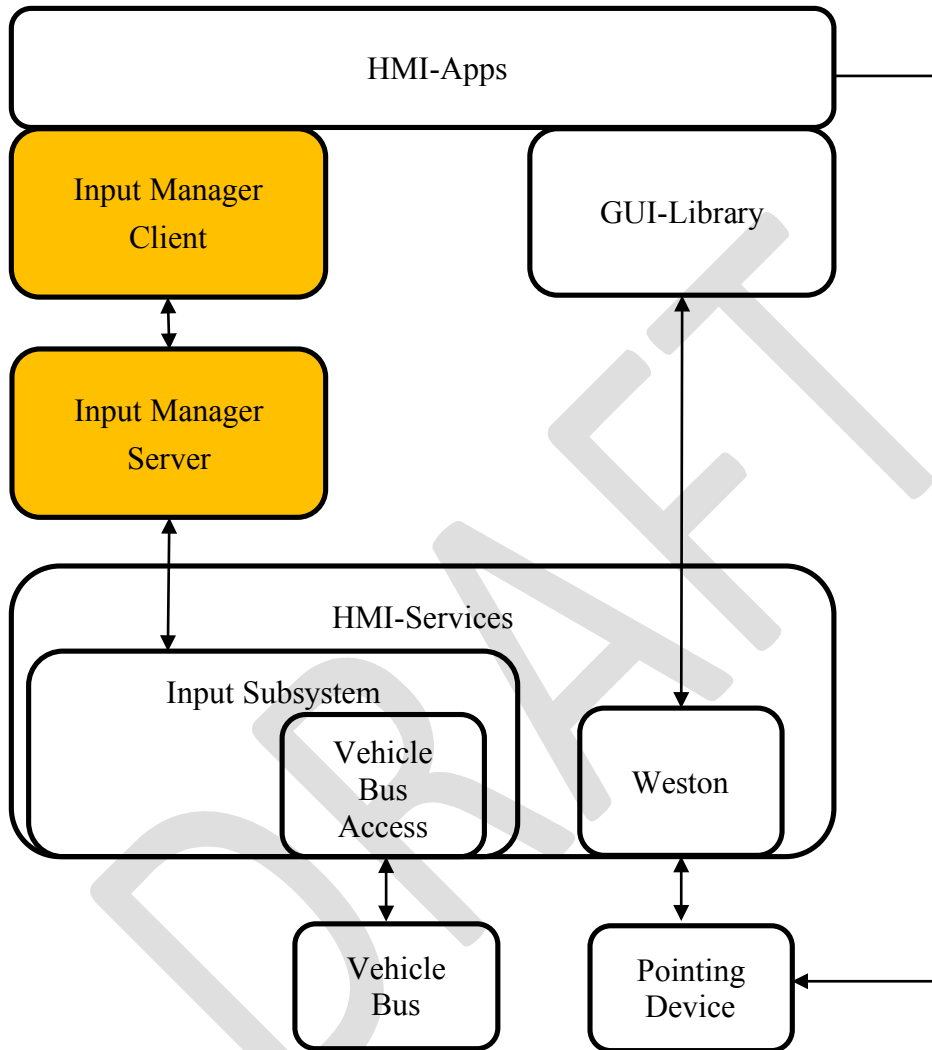 HMI-Apps
Input Manager
Client
GUI-Library
Input Manager
Server
HMI-Services
Input Subsystem
Vehicle
Bus
Access
Weston
Vehicle
Bus
Pointing
Device
DRAFT